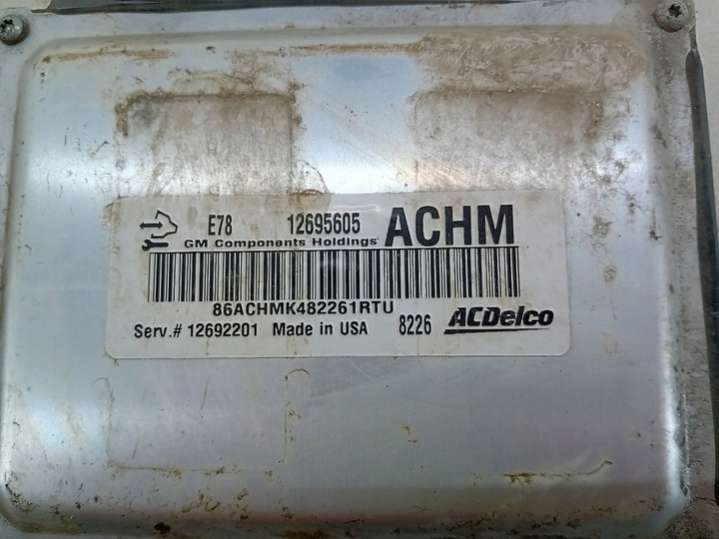 E78 12695605 ACHM
GM Components Holdings
86ACHMK482261RTU
Serv.# 12692201 Made in USA 8226 ACDelco